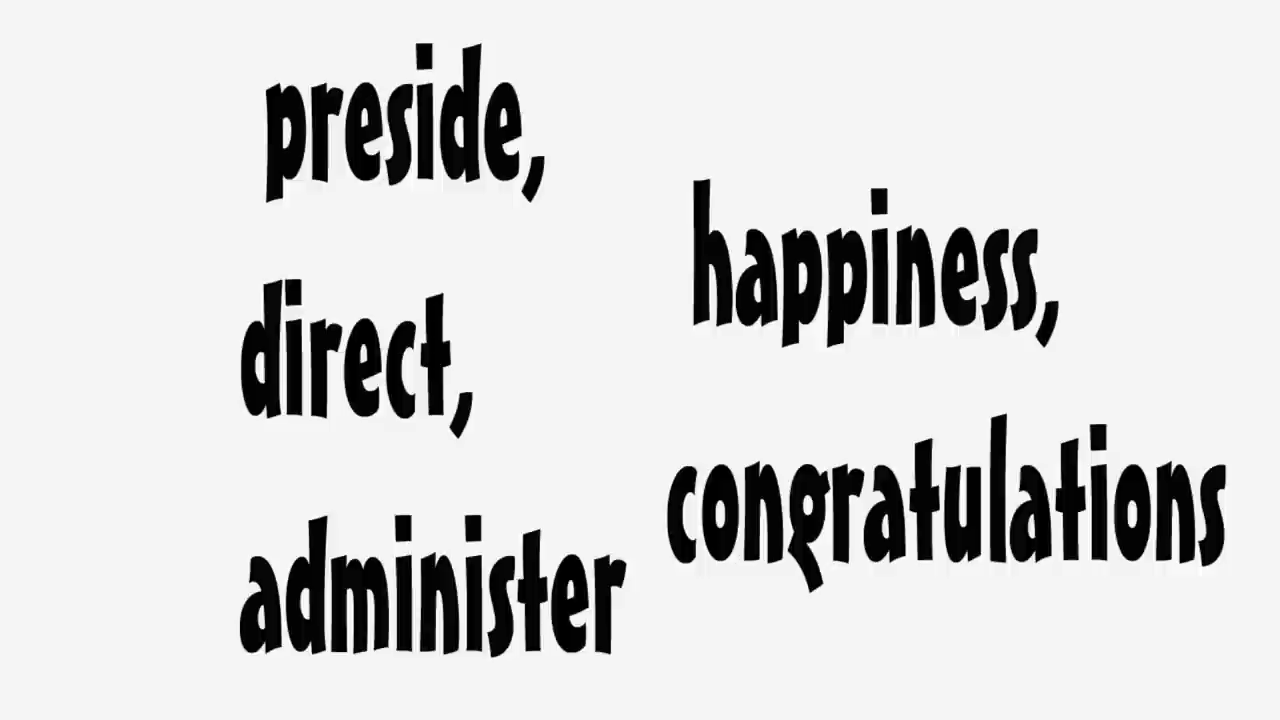 preside,
direct,
administer
happiness,
congratulations